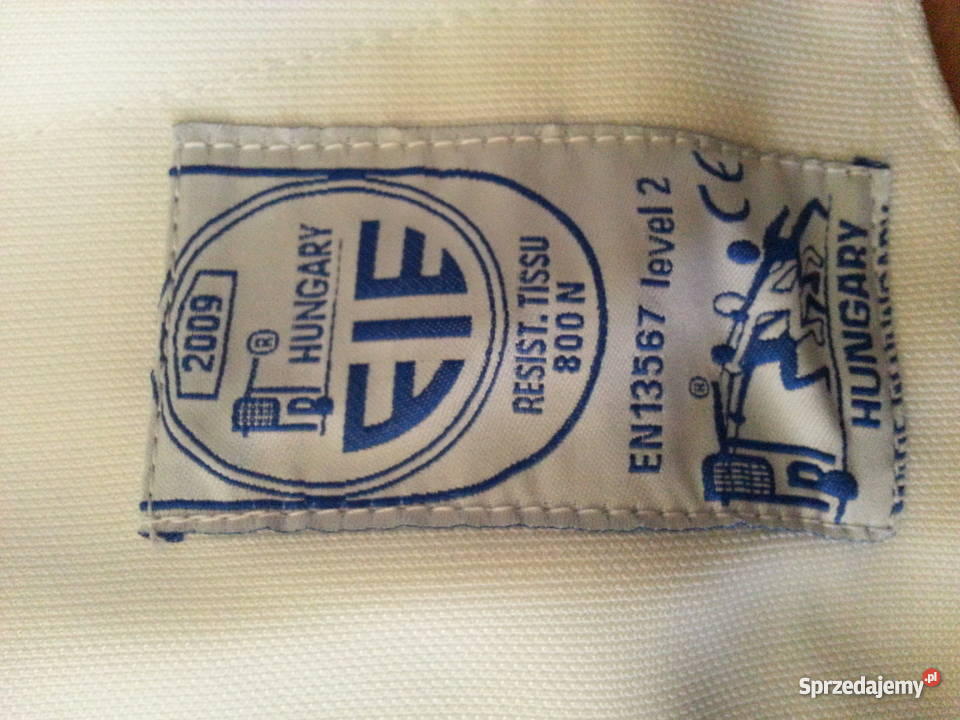 2009
®
HUNGARY
FIE
RESIST. TISSU
800 N
EN13567 level 2
CE
®
HUNGARY
Sprzedajemy.pl